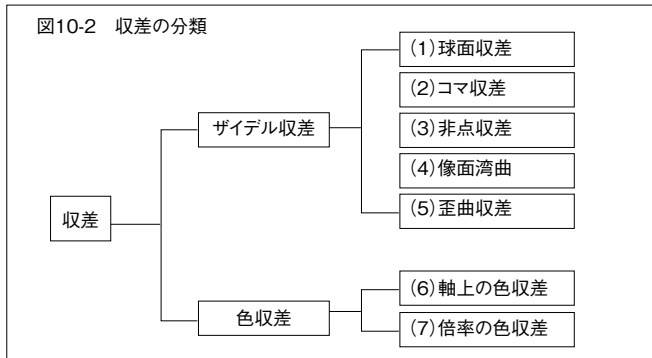 図10-2　収差の分類
(1)球面収差
(2)コマ収差
ザイデル収差
(3)非点収差
(4)像面湾曲
収差
(5)歪曲収差
(6)軸上の色収差
色収差
(7)倍率の色収差